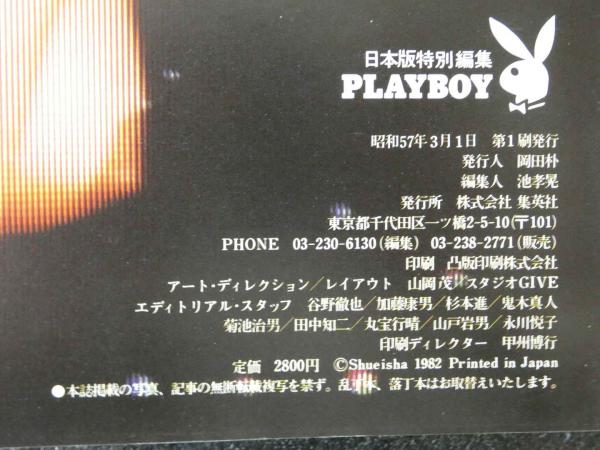 日本版特別編集
PLAYBOY
昭和57年3月1日 第1刷発行
発行人 岡田朴
編集人 池孝晃
発行所 株式会社 集英社
東京都千代田区一ツ橋2-5-10(〒101)
PHONE 03-230-6130(編集) 03-238-2771(販売)
印刷 凸版印刷株式会社
アート・ディレクション/レイアウト 山岡茂/スタジオGIVE
エディトリアル・スタッフ 谷野徹也/加藤康男/杉本進/鬼木真人
菊池治男/田中知二/丸宝行晴/山戸岩男/永川悦子
印刷ディレクター 甲州博行
定価 2800円 ©Shueisha 1982 Printed in Japan
●本誌掲載の写真、記事の無断転載複写を禁ず。乱丁本、落丁本はお取替えいたします。